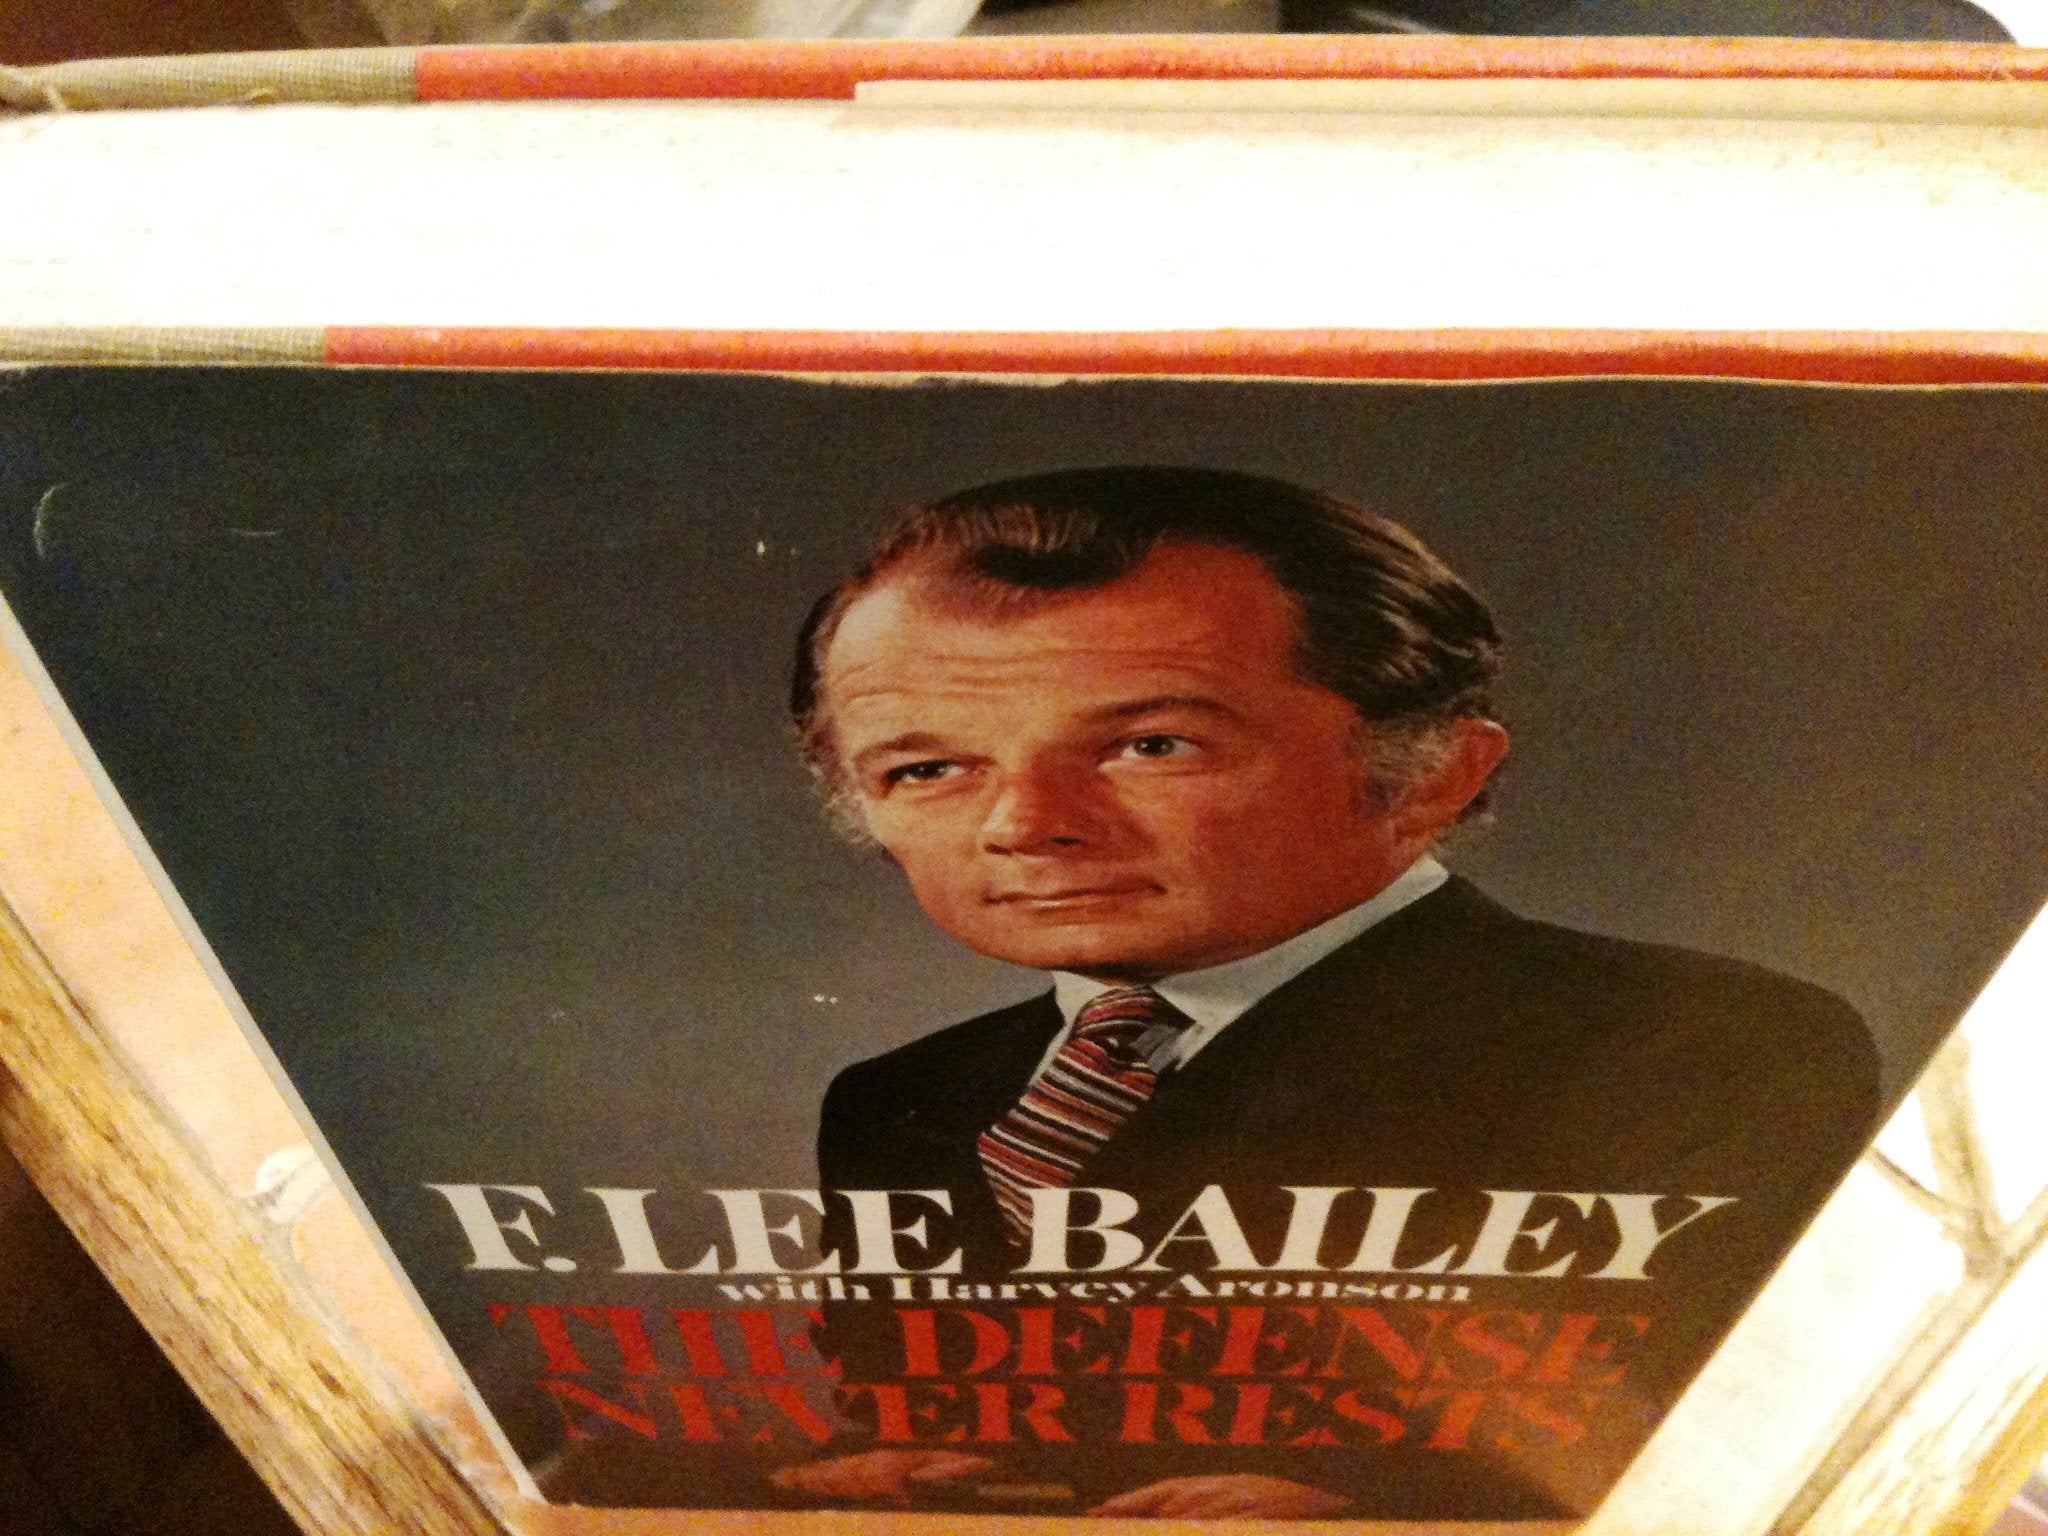 F. LEE BAILEY
with Harvey Aronson
THE DEFENSE
NEVER RESTS